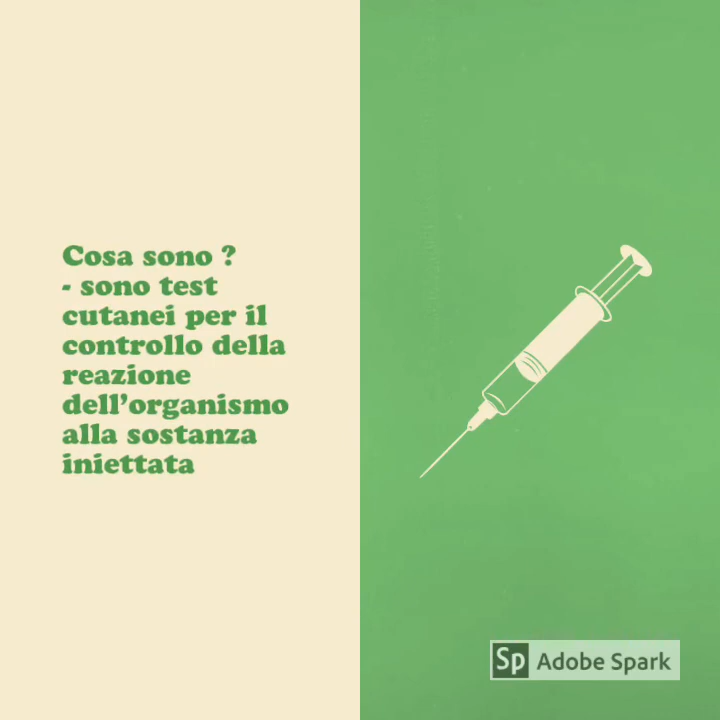 Cosa sono ?
- sono test
cutanei per il
controllo della
reazione
dell’organismo
alla sostanza
iniettata
Sp Adobe Spark